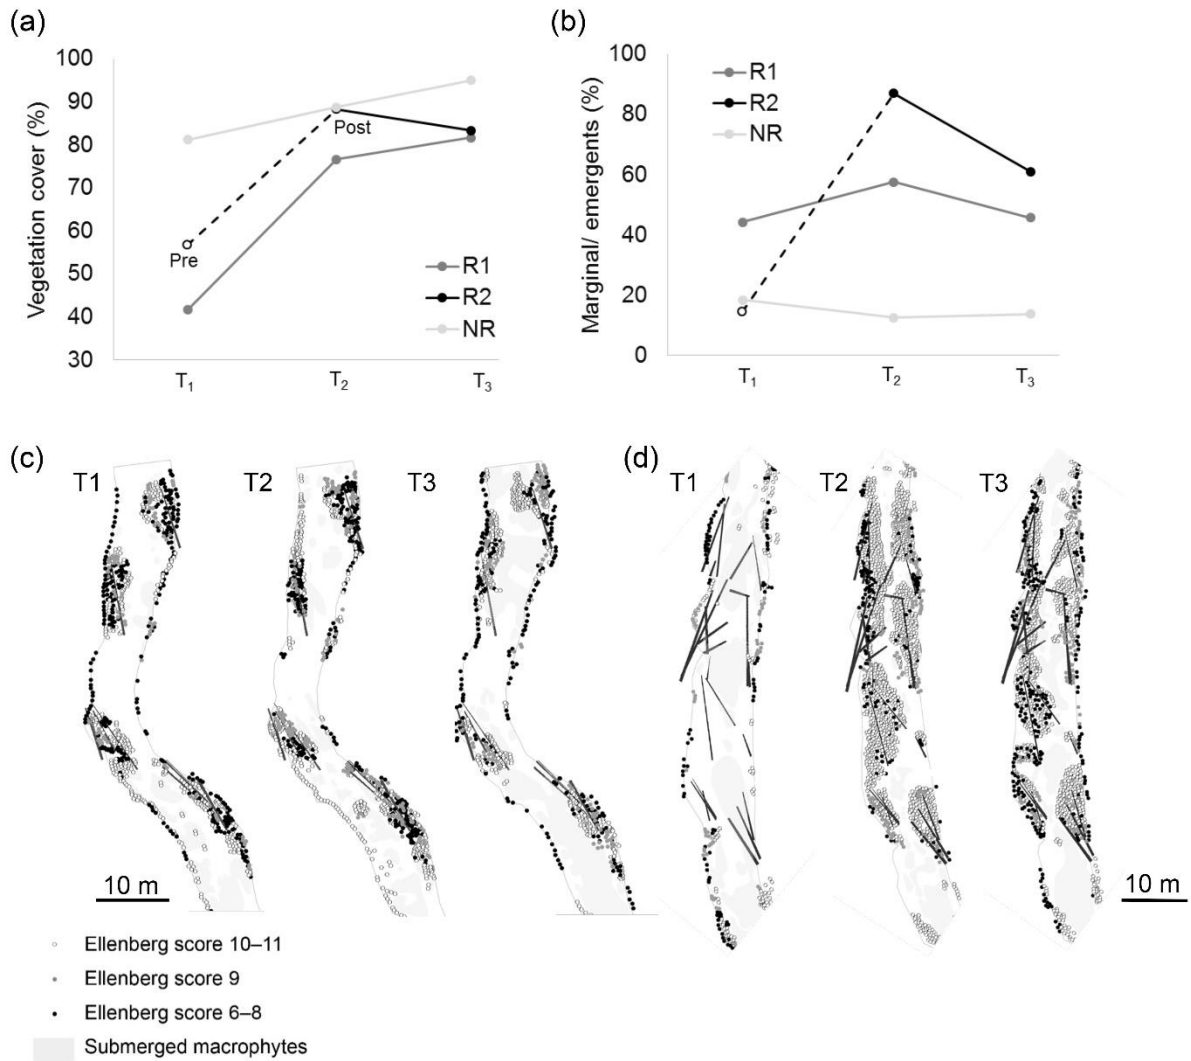 (a)
Vegetation cover (%)
100
90
80
70
60
50
40
30
Pre
Post
R1
R2
NR
T1
T2
T3
(b)
Marginal/ emergents (%)
100
80
60
40
20
0
R1
R2
NR
T1
T2
T3
(c)
T1
T2
T3
10 m
(d)
T1
T2
T3
10 m
Ellenberg score 10–11
Ellenberg score 9
Ellenberg score 6–8
Submerged macrophytes